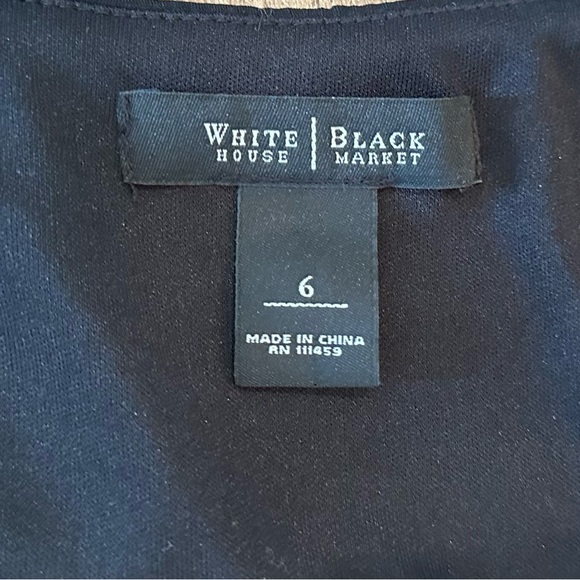 WHITE | BLACK
HOUSE | MARKET
6
MADE IN CHINA
RN 111459